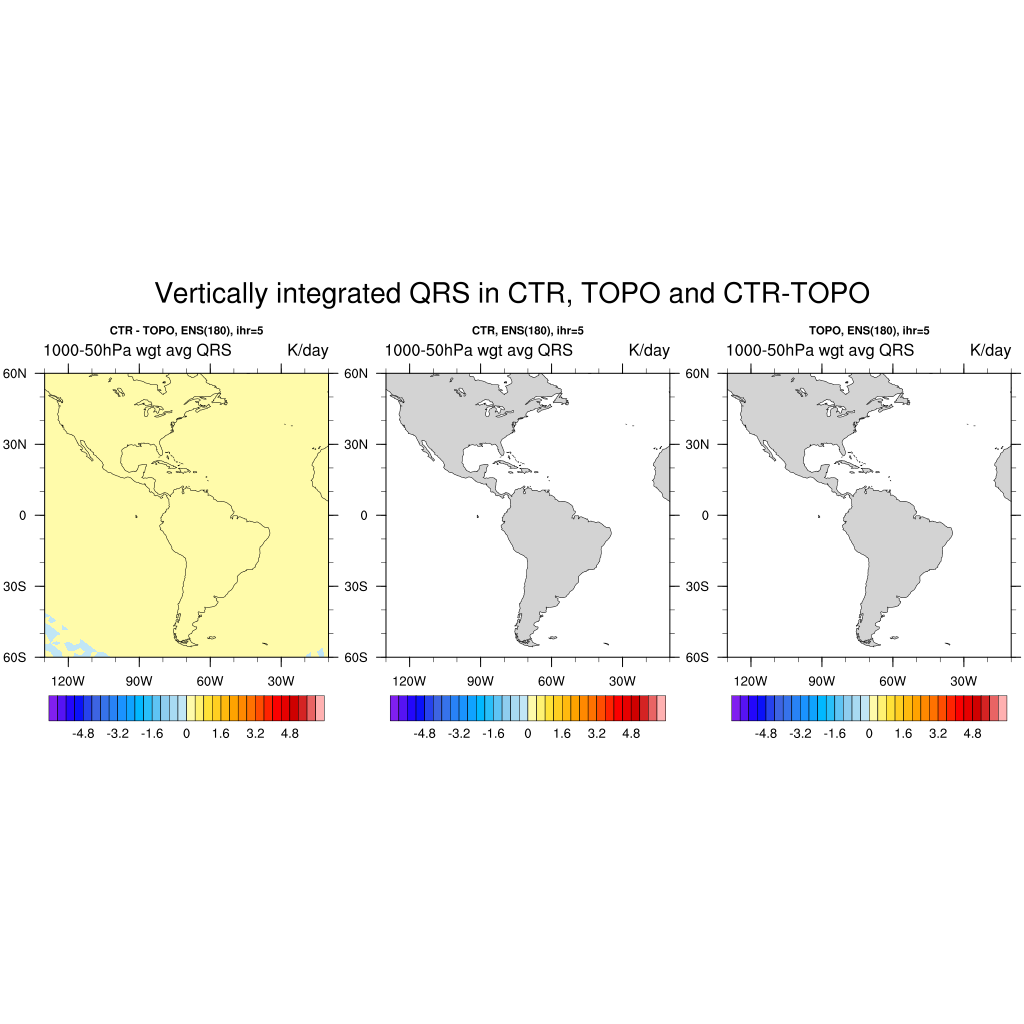 Vertically integrated QRS in CTR, TOPO and CTR-TOPO
CTR - TOPO, ENS(180), ihr=5
1000-50hPa wgt avg QRS K/day
60N
30N
0
30S
60S
120W 90W 60W 30W
-4.8 -3.2 -1.6 0 1.6 3.2 4.8
CTR, ENS(180), ihr=5
1000-50hPa wgt avg QRS K/day
60N
30N
0
30S
60S
120W 90W 60W 30W
-4.8 -3.2 -1.6 0 1.6 3.2 4.8
TOPO, ENS(180), ihr=5
1000-50hPa wgt avg QRS K/day
60N
30N
0
30S
60S
120W 90W 60W 30W
-4.8 -3.2 -1.6 0 1.6 3.2 4.8